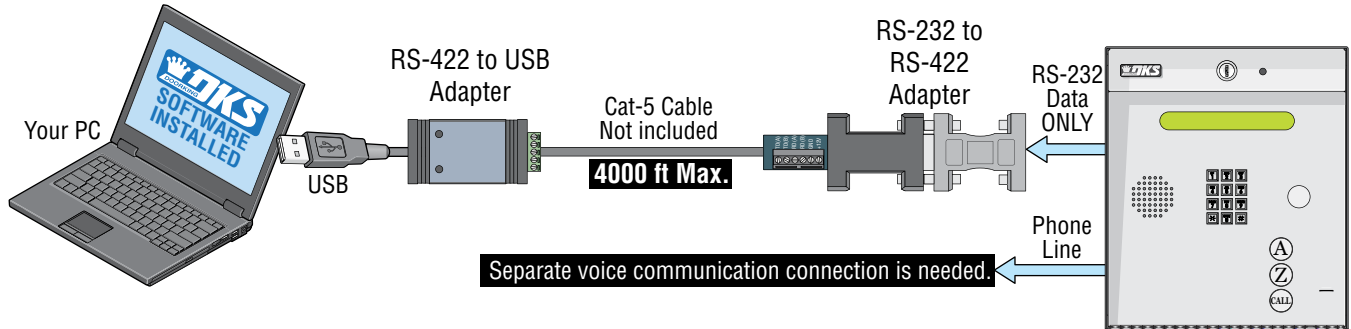 Your PC
DKS
DOORKING
SOFTWARE
INSTALLED
USB
RS-422 to USB
Adapter
Cat-5 Cable
Not included
4000 ft Max.
RS-232 to
RS-422
Adapter
RS-232
Data
ONLY
Phone
Line
Separate voice communication connection is needed.
DKS
A
Z
CALL